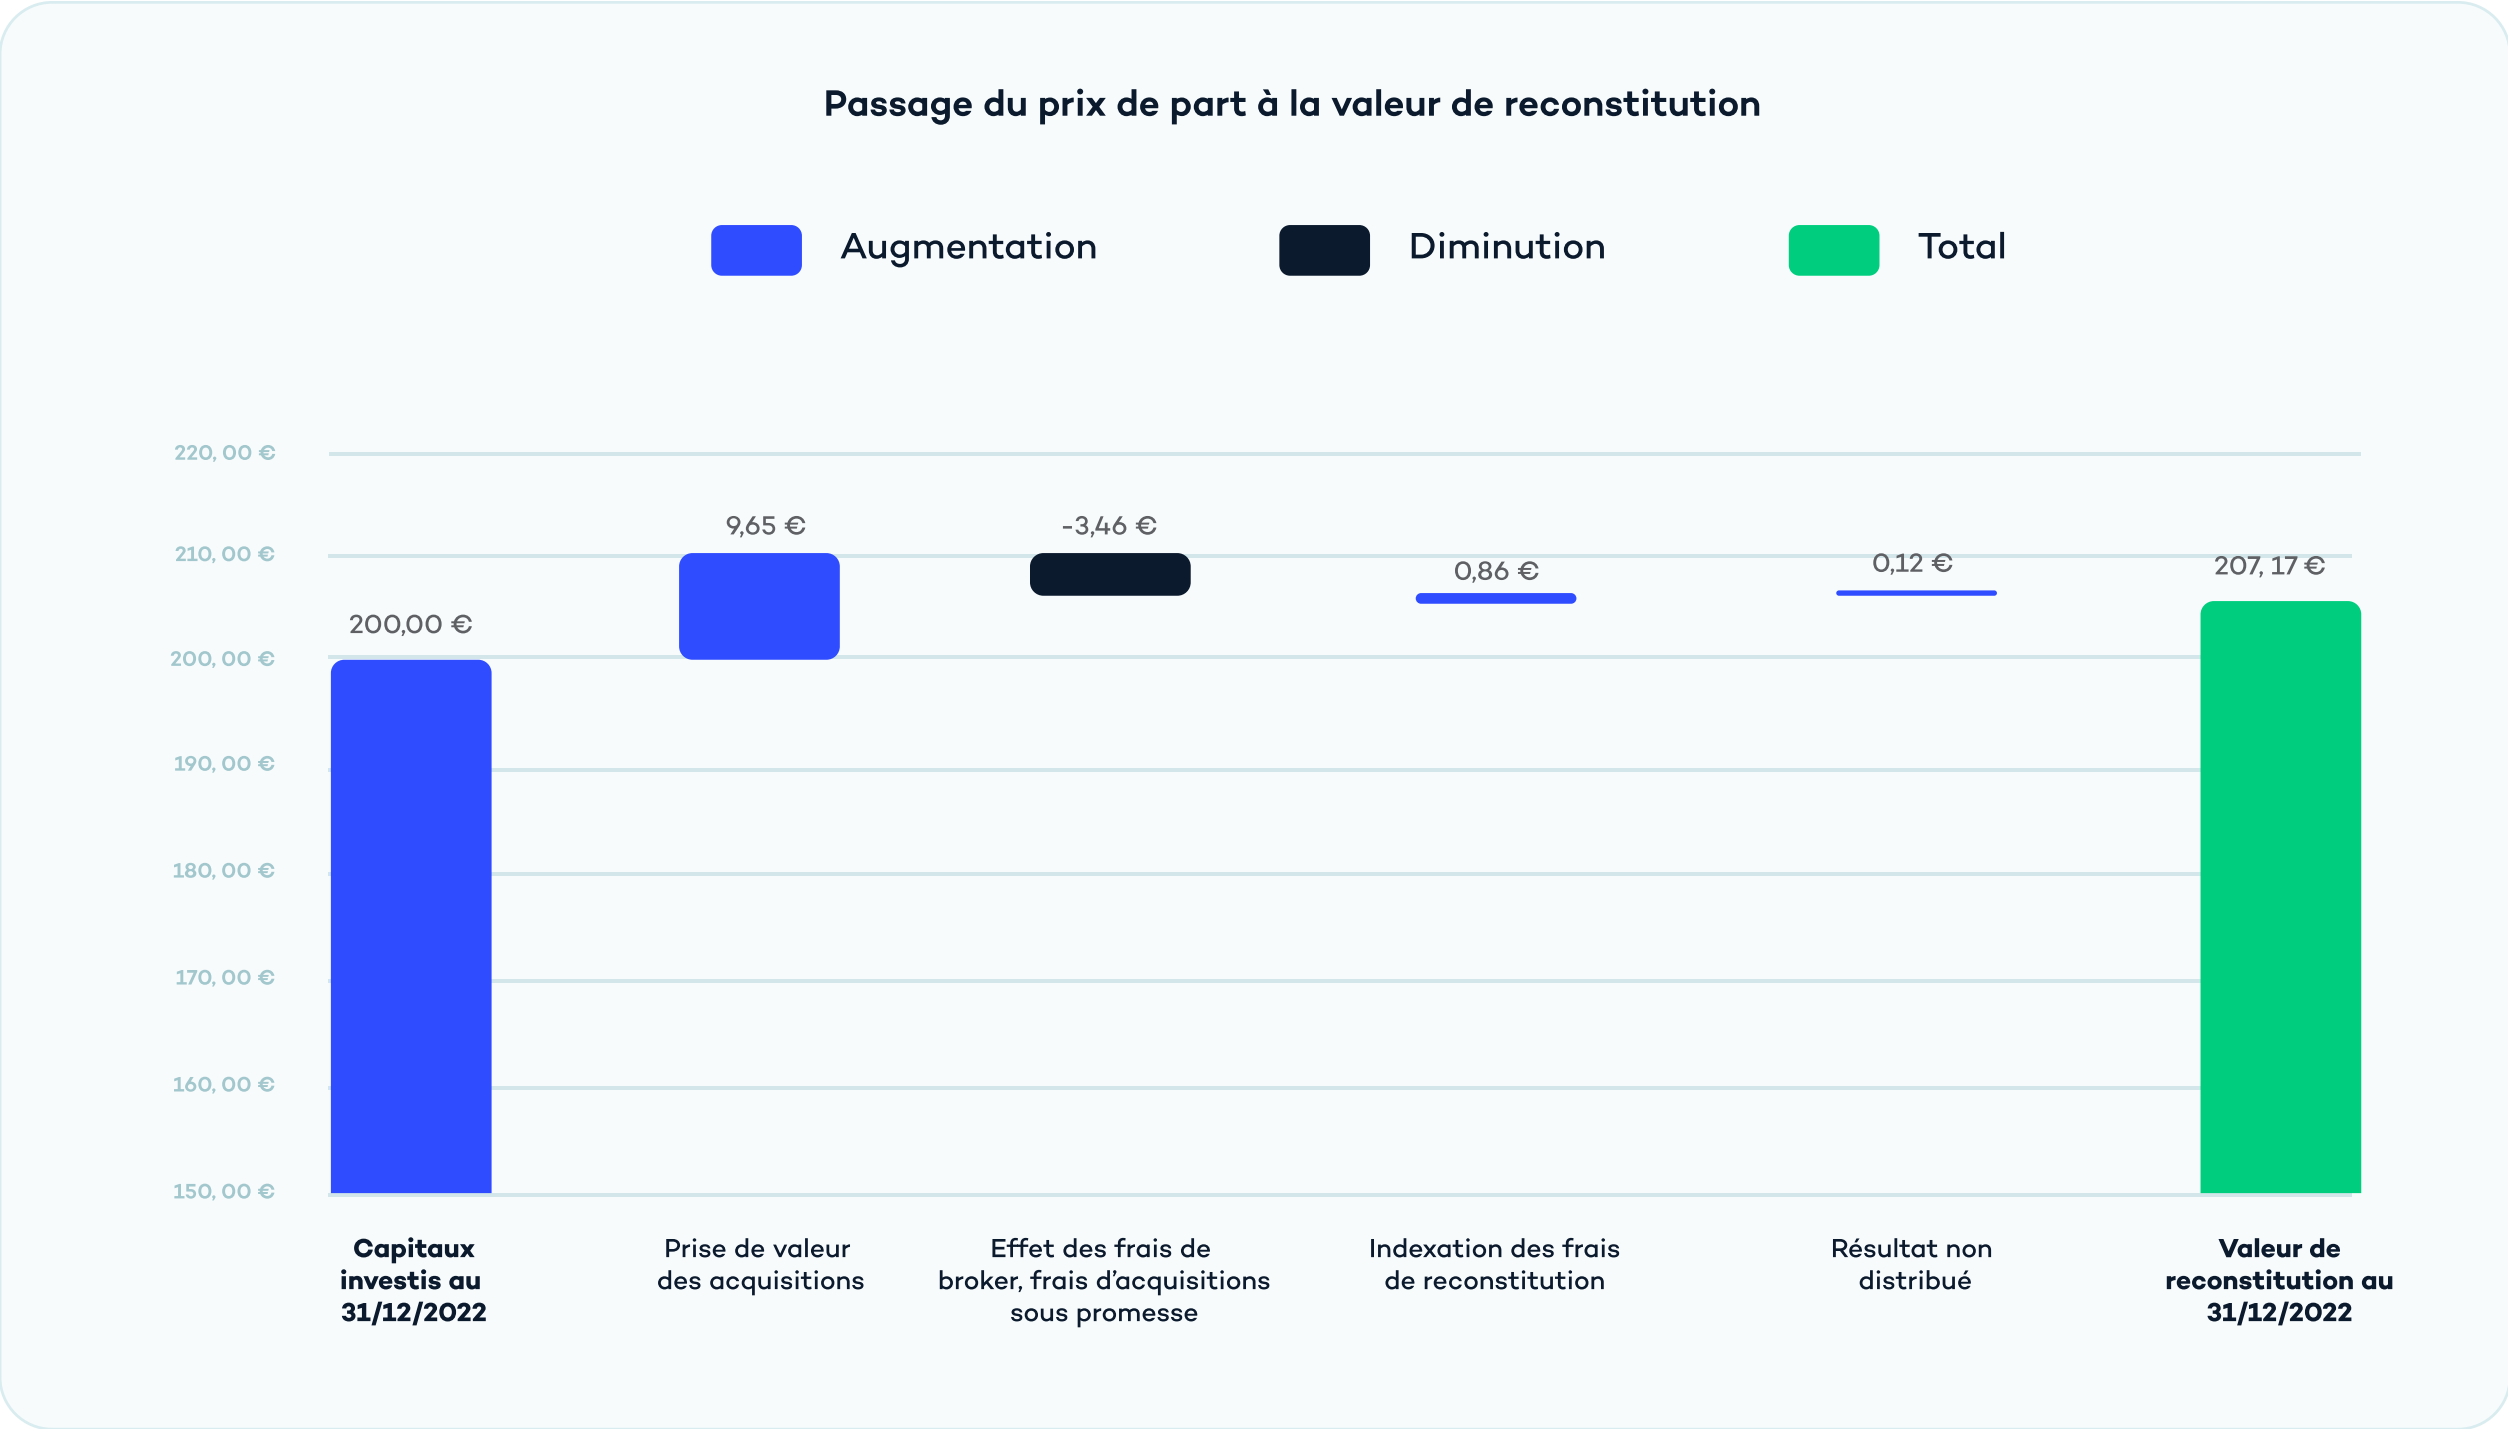 Passage du prix de part à la valeur de reconstitution
Augmentation
Diminution
Total
220, 00 €
210, 00 €
200, 00 €
190, 00 €
180, 00 €
170, 00 €
160, 00 €
150, 00 €
200,00 €
9,65 €
-3,46 €
0,86 €
0,12 €
207, 17 €
Capitaux
investis au
31/12/2022
Prise de valeur
des acquisitions
Effet des frais de
broker, frais d’acquisitions
sous promesse
Indexation des frais
de reconstitution
Résultat non
distribué
Valeur de
reconstitution au
31/12/2022